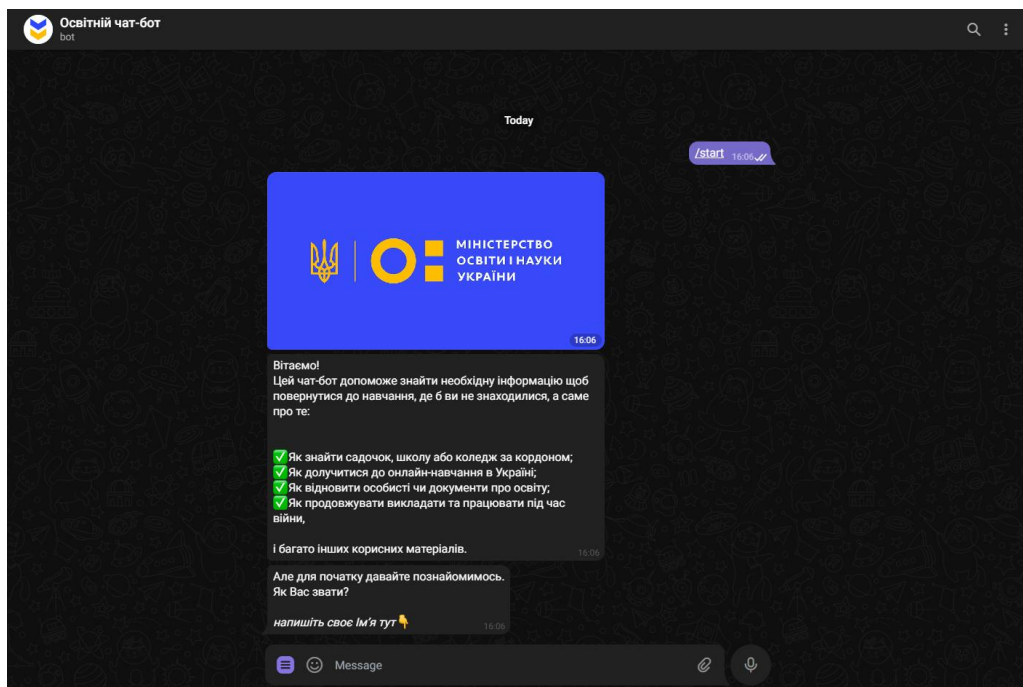 Освітній чат-бот
bot
Today
/start 16:06
МІНІСТЕРСТВО
ОСВІТИ І НАУКИ
УКРАЇНИ
16:06
Вітаємо!
Цей чат-бот допоможе знайти необхідну інформацію щоб
повернутися до навчання, де б ви не знаходилися, а саме
про те:
✅Як знайти садочок, школу або коледж за кордоном;
✅Як долучитися до онлайн-навчання в Україні;
✅Як відновити особисті чи документи про освіту;
✅Як продовжувати викладати та працювати під час
війни,
і багато інших корисних матеріалів. 16:06
Але для початку давайте познайомимось.
Як Вас звати?
напишіть своє Ім'я тут👇 16:06
Message